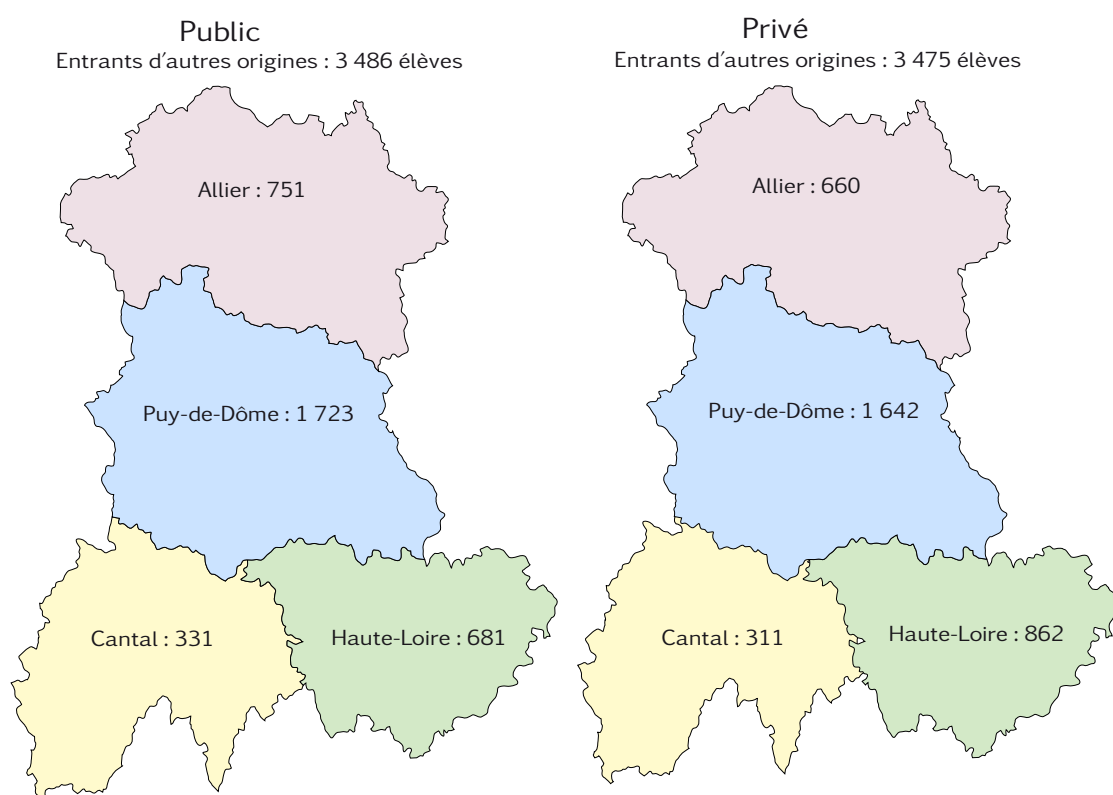 Public
Entrants d'autres origines : 3 486 élèves
Allier : 751
Puy-de-Dôme : 1 723
Cantal : 331
Haute-Loire : 681
Privé
Entrants d'autres origines : 3 475 élèves
Allier : 660
Puy-de-Dôme : 1 642
Cantal : 311
Haute-Loire : 862